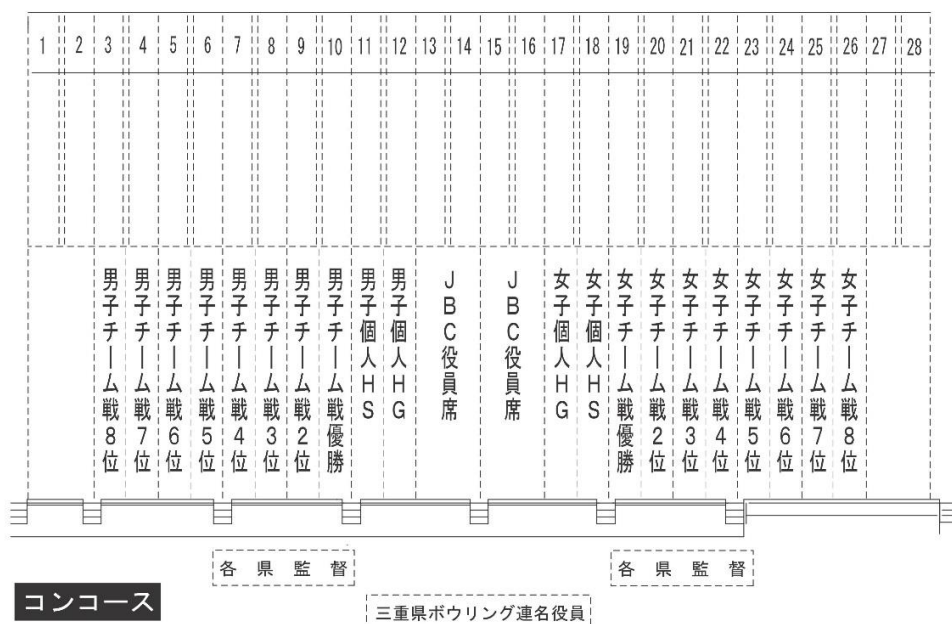 1 2 3 4 5 6 7 8 9 10 11 12 13 14 15 16 17 18 19 20 21 22 23 24 25 26 27 28
男子チーム戦8位
男子チーム戦7位
男子チーム戦6位
男子チーム戦5位
男子チーム戦4位
男子チーム戦3位
男子チーム戦2位
男子チーム戦優勝
男子個人HS
男子個人HG
JBC役員席
JBC役員席
女子個人HG
女子個人HS
女子チーム戦優勝
女子チーム戦2位
女子チーム戦3位
女子チーム戦4位
女子チーム戦5位
女子チーム戦6位
女子チーム戦7位
女子チーム戦8位
各県監督
各県監督
コンコース
三重県ボウリング連名役員